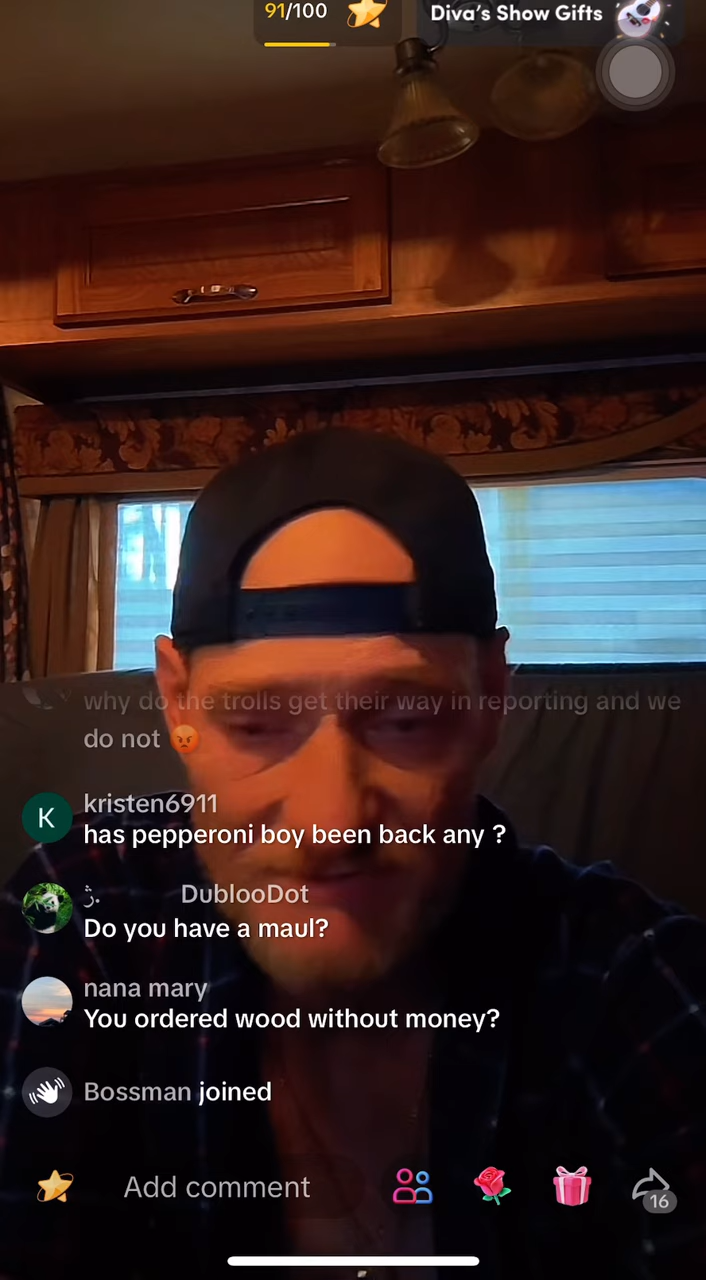 91/100
Diva's Show Gifts
why do the trolls get their way in reporting and we
do not 😡
K
kristen6911
has pepperoni boy been back any ?
DublooDot
Do you have a maul?
nana mary
You ordered wood without money?
Bossman joined
Add comment
16